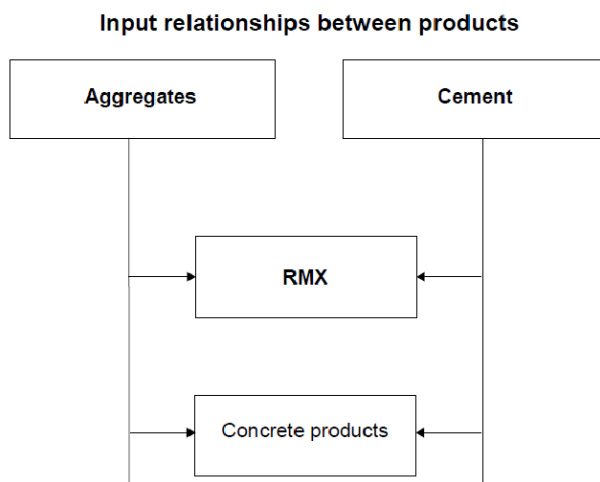 Input relationships between products
Aggregates
Cement
RMX
Concrete products